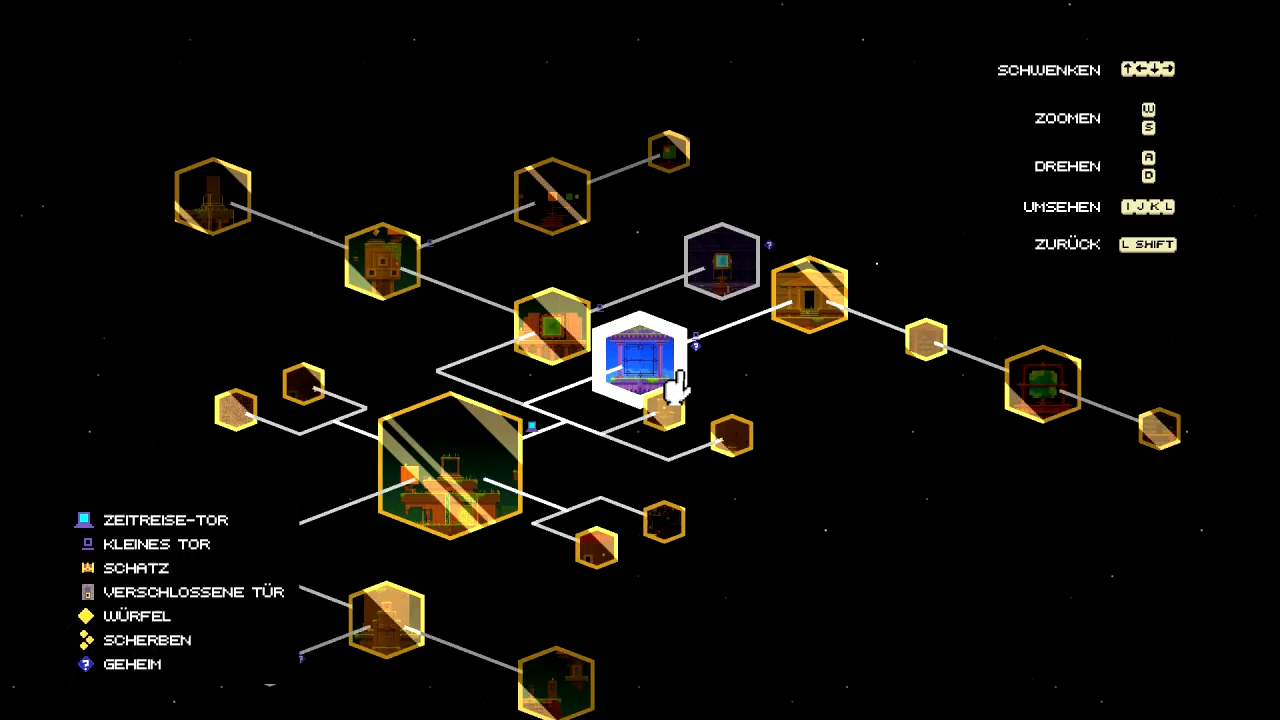 SCHWENKEN ↑←↓→
ZOOMEN W
S
DREHEN A
D
UMSEHEN I J K L
ZURÜCK L SHIFT
ZEITREISE-TOR
KLEINES TOR
SCHATZ
VERSCHLOSSENE TÜR
WÜRFEL
SCHERBEN
? GEHEIM